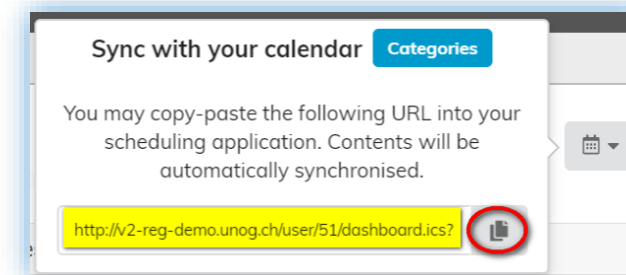 Sync with your calendar Categories
You may copy-paste the following URL into your
scheduling application. Contents will be
automatically synchronised.
http://v2-reg-demo.unog.ch/user/51/dashboard.ics?